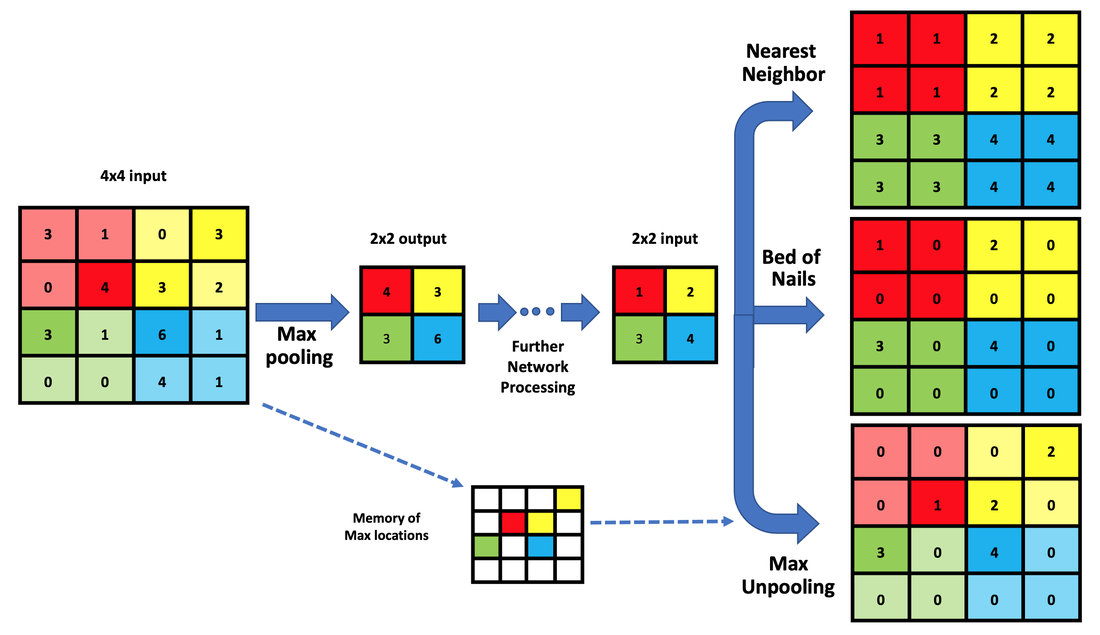 4x4 input
3 1 0 3
0 4 3 2
3 1 6 1
0 0 4 1
Max
pooling
2x2 output
4 3
3 6
Further
Network
Processing
2x2 input
1 2
3 4
Memory of
Max locations
Nearest
Neighbor
1 1 2 2
1 1 2 2
3 3 4 4
3 3 4 4
Bed of
Nails
1 0 2 0
0 0 0 0
3 0 4 0
0 0 0 0
Max
Unpooling
0 0 0 2
0 1 2 0
3 0 4 0
0 0 0 0